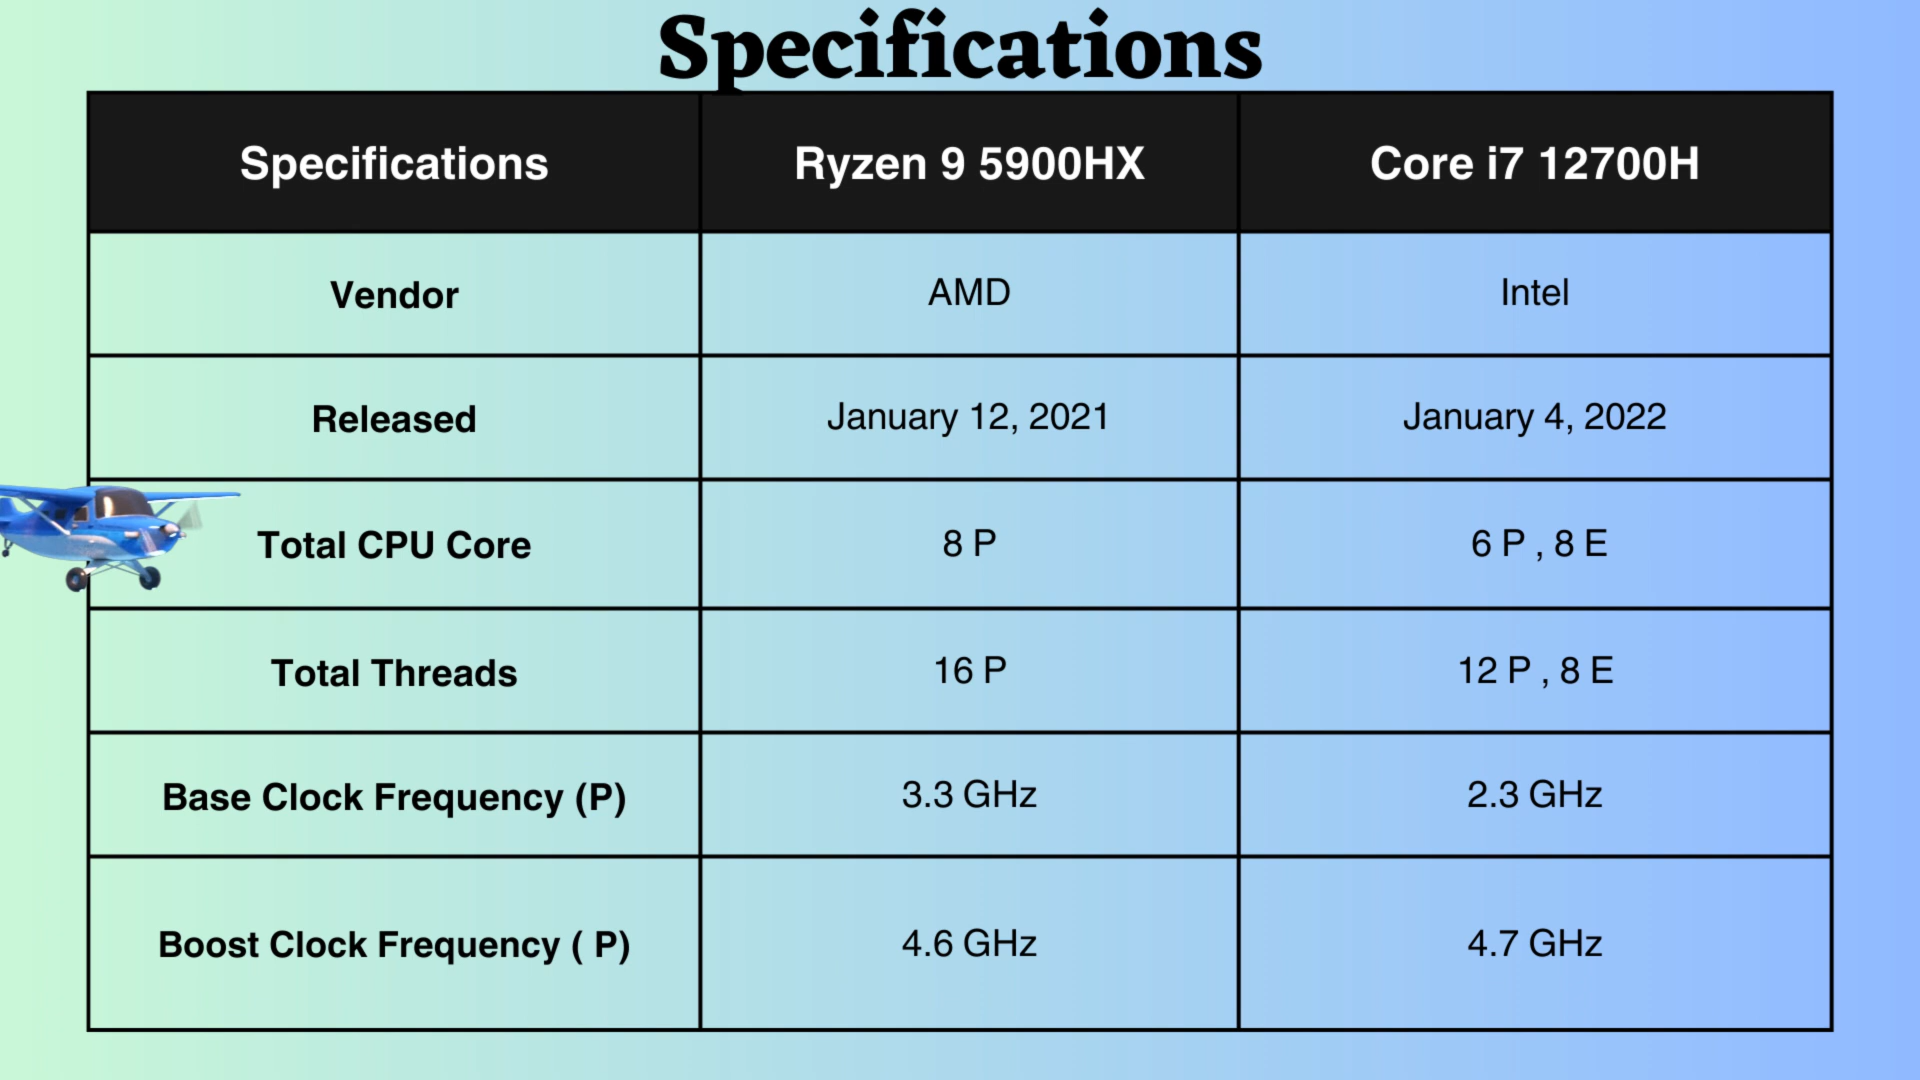 Specifications
Specifications Ryzen 9 5900HX Core i7 12700H
Vendor AMD Intel
Released January 12, 2021 January 4, 2022
Total CPU Core 8 P 6 P , 8 E
Total Threads 16 P 12 P , 8 E
Base Clock Frequency (P) 3.3 GHz 2.3 GHz
Boost Clock Frequency ( P) 4.6 GHz 4.7 GHz